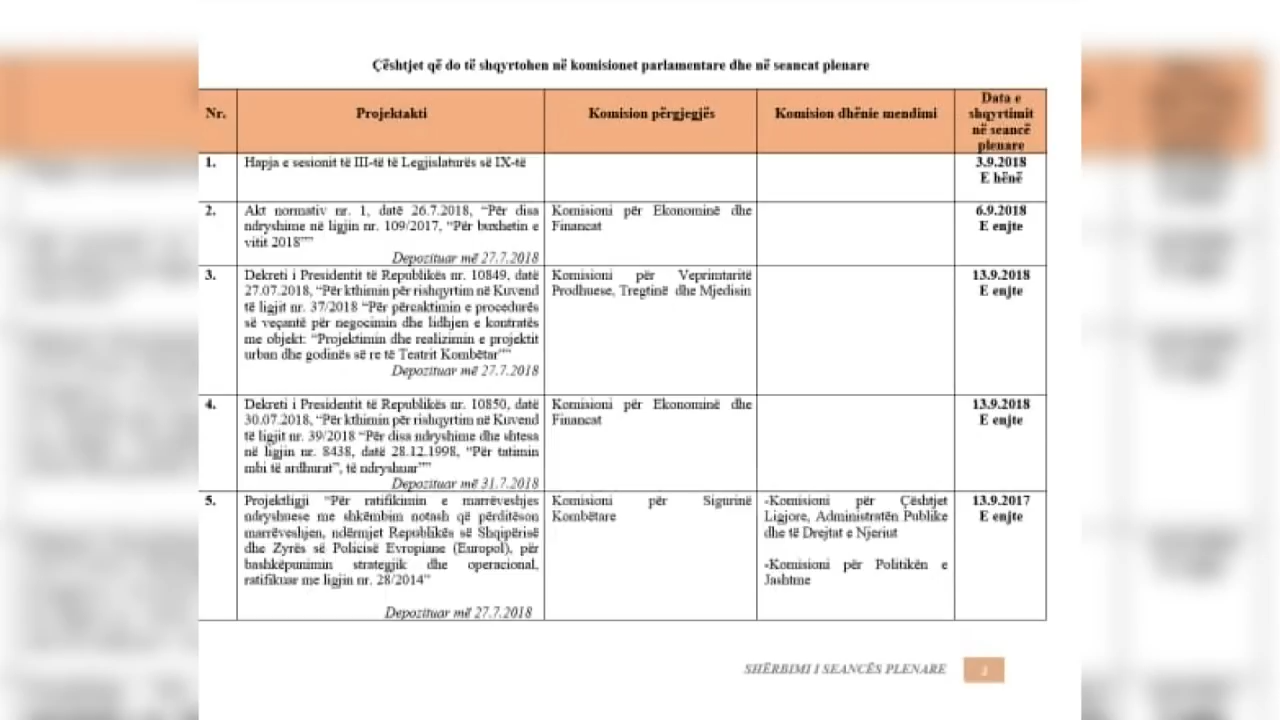 Çështjet që do të shqyrtohen në komisionet parlamentare dhe në seancat plenare
Nr.
Projektakti
Komision përgjegjës
Komision dhënie mendimi
Data e
shqyrtimit
në seancë
plenare
1.
Hapja e sesionit të III-të të Legjislaturës së IX-të
3.9.2018
E hënë
2.
Akt normativ nr. 1, datë 26.7.2018, “Për disa
ndryshime në ligjin nr. 109/2017, “Për buxhetin e
vitit 2018””
Depozituar më 27.7.2018
Komisioni për Ekonominë dhe
Financat
6.9.2018
E enjte
3.
Dekreti i Presidentit të Republikës nr. 10849, datë
27.07.2018, “Për kthimin për rishqyrtim në Kuvend
të ligjit nr. 37/2018 “Për përcaktimin e procedurës
së veçantë për negocimin dhe lidhjen e kontratës
me objekt: “Projektimin dhe realizimin e projektit
urban dhe godinës së re të Teatrit Kombëtar””
Depozituar më 27.7.2018
Komisioni për Veprimtaritë
Prodhuese, Tregtinë dhe Mjedisin
13.9.2018
E enjte
4.
Dekreti i Presidentit të Republikës nr. 10850, datë
30.07.2018, “Për kthimin për rishqyrtim në Kuvend
të ligjit nr. 39/2018 “Për disa ndryshime dhe shtesa
në ligjin nr. 8438, datë 28.12.1998, “Për tatimin
mbi të ardhurat”, të ndryshuar””
Depozituar më 31.7.2018
Komisioni për Ekonominë dhe
Financat
13.9.2018
E enjte
5.
Projektligji “Për ratifikimin e marrëveshjes
ndryshuese me shkëmbim notash që përditëson
marrëveshjen, ndërmjet Republikës së Shqipërisë
dhe Zyrës së Policisë Evropiane (Europol), për
bashkëpunimin strategjik dhe operacional,
ratifikuar me ligjin nr. 28/2014”
Depozituar më 27.7.2018
Komisioni për Sigurinë
Kombëtare
-Komisioni për Çështjet
Ligjore, Administratën Publike
dhe të Drejtat e Njeriut
-Komisioni për Politikën e
Jashtme
13.9.2017
E enjte
SHËRBIMI I SEANCËS PLENARE